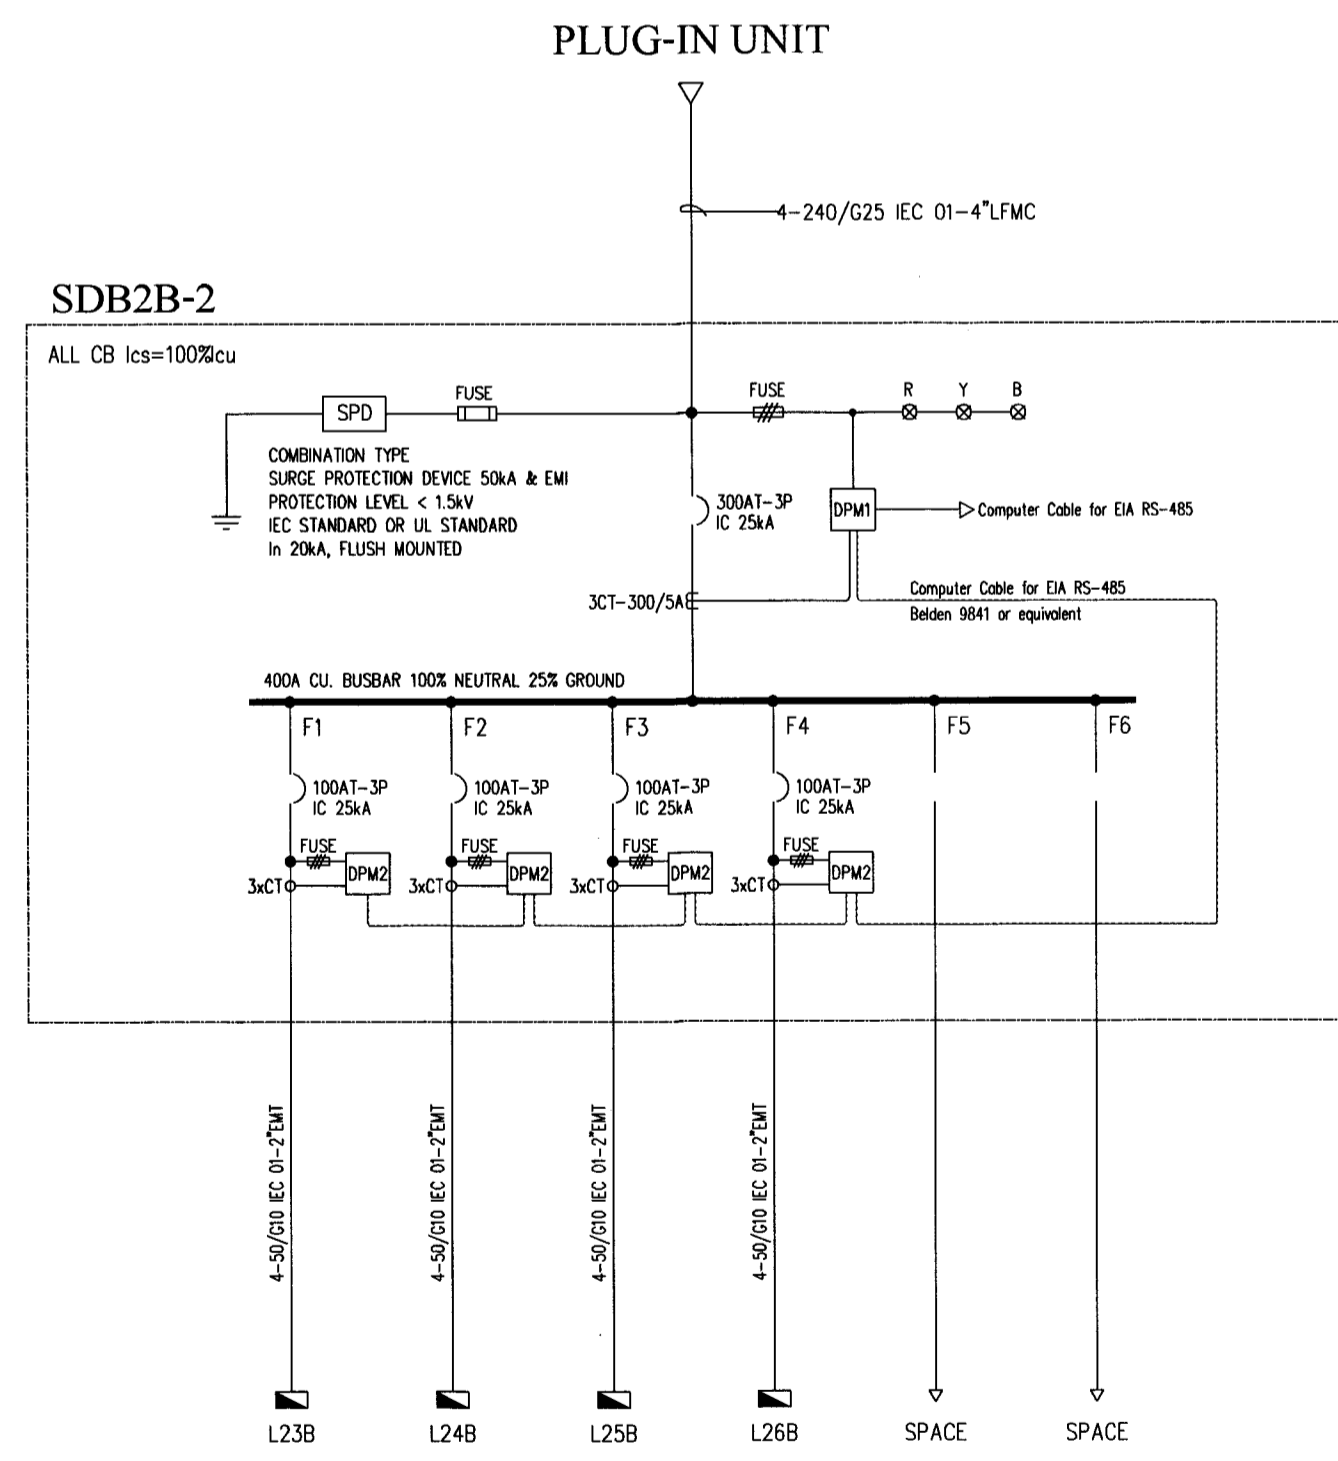 PLUG-IN UNIT
4-240/G25 IEC 01-4"LFMC
SDB2B-2
ALL CB Ics=100%Icu
FUSE
SPD
FUSE
R Y B
COMBINATION TYPE
SURGE PROTECTION DEVICE 50kA & EMI
PROTECTION LEVEL < 1.5kV
IEC STANDARD OR UL STANDARD
In 20kA, FLUSH MOUNTED
300AT-3P
IC 25kA
DPM1
Computer Cable for EIA RS-485
3CT-300/5A
Computer Cable for EIA RS-485
Belden 9841 or equivalent
400A CU. BUSBAR 100% NEUTRAL 25% GROUND
F1 F2 F3 F4 F5 F6
100AT-3P 100AT-3P 100AT-3P 100AT-3P
IC 25kA IC 25kA IC 25kA IC 25kA
FUSE FUSE FUSE FUSE
DPM2 DPM2 DPM2 DPM2
3xCT 3xCT 3xCT 3xCT
4-50/G10 IEC 01-2"EMT
4-50/G10 IEC 01-2"EMT
4-50/G10 IEC 01-2"EMT
4-50/G10 IEC 01-2"EMT
L23B L24B L25B L26B SPACE SPACE